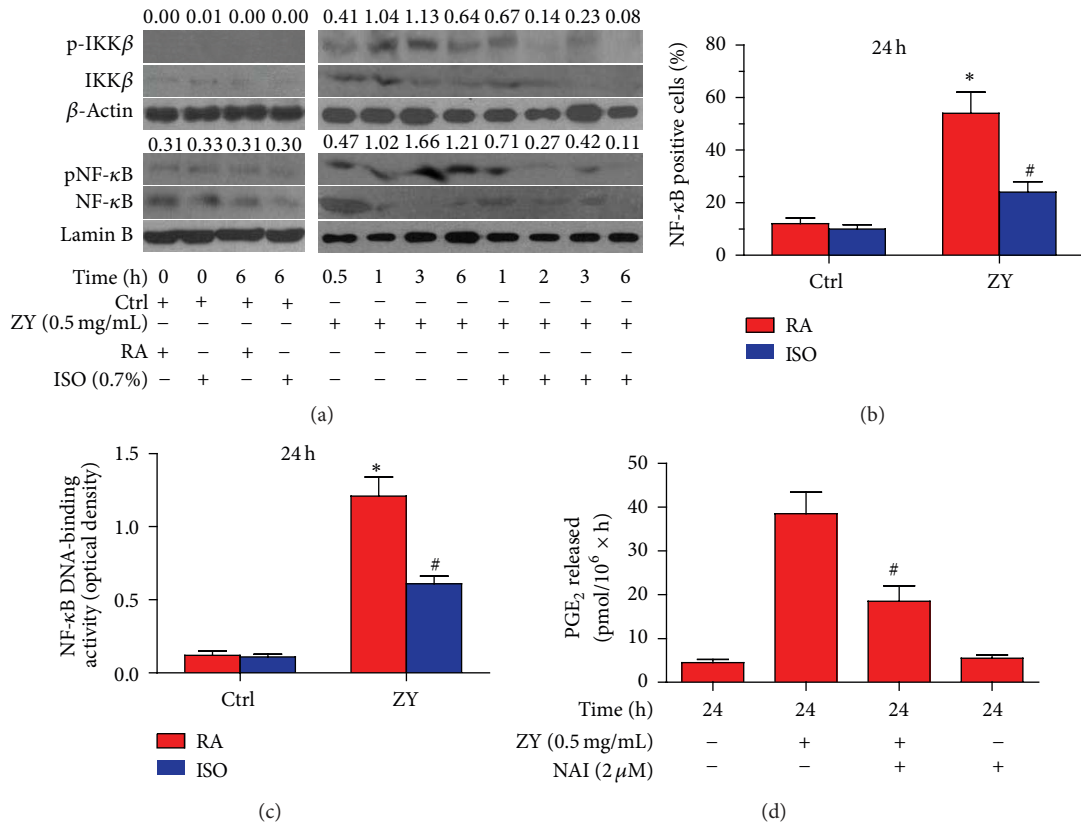 0.00 0.01 0.00 0.00 0.41 1.04 1.13 0.64 0.67 0.14 0.23 0.08
p-IKKβ
IKKβ
β-Actin
0.31 0.33 0.31 0.30 0.47 1.02 1.66 1.21 0.71 0.27 0.42 0.11
pNF-κB
NF-κB
Lamin B
Time (h) 0 0 6 6 0.5 1 3 6 1 2 3 6
Ctrl + + + + − − − − − − − −
ZY (0.5 mg/mL) − − − − + + + + + + + +
RA + − + −
ISO (0.7%) − + − + − − − − + + + +
(a)
NF-κB positive cells (%)
80
60
40
20
0
24 h
*
#
Ctrl ZY
RA
ISO
(b)
NF-κB DNA-binding
activity (optical density)
1.5
1.0
0.5
0.0
24 h
*
#
Ctrl ZY
RA
ISO
(c)
PGE₂ released
(pmol/10⁶ × h)
50
40
30
20
10
0
#
Time (h) 24 24 24 24
ZY (0.5 mg/mL) − + + −
NAI (2 μM) − − + +
(d)